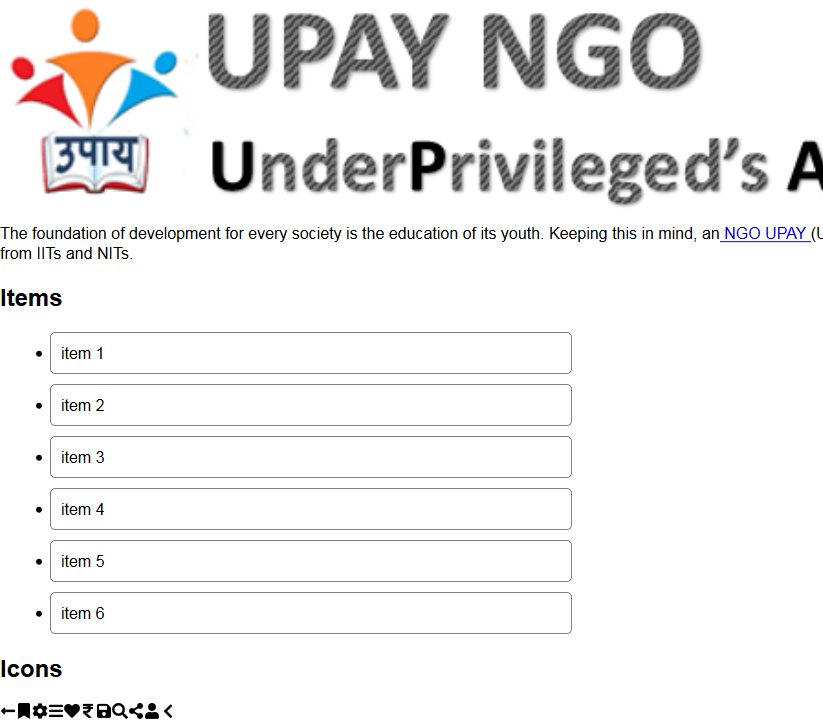 UPAY NGO
उपाय
UnderPrivileged’s A
The foundation of development for every society is the education of its youth. Keeping this in mind, an NGO UPAY (U
from IITs and NITs.
Items
item 1
item 2
item 3
item 4
item 5
item 6
Icons